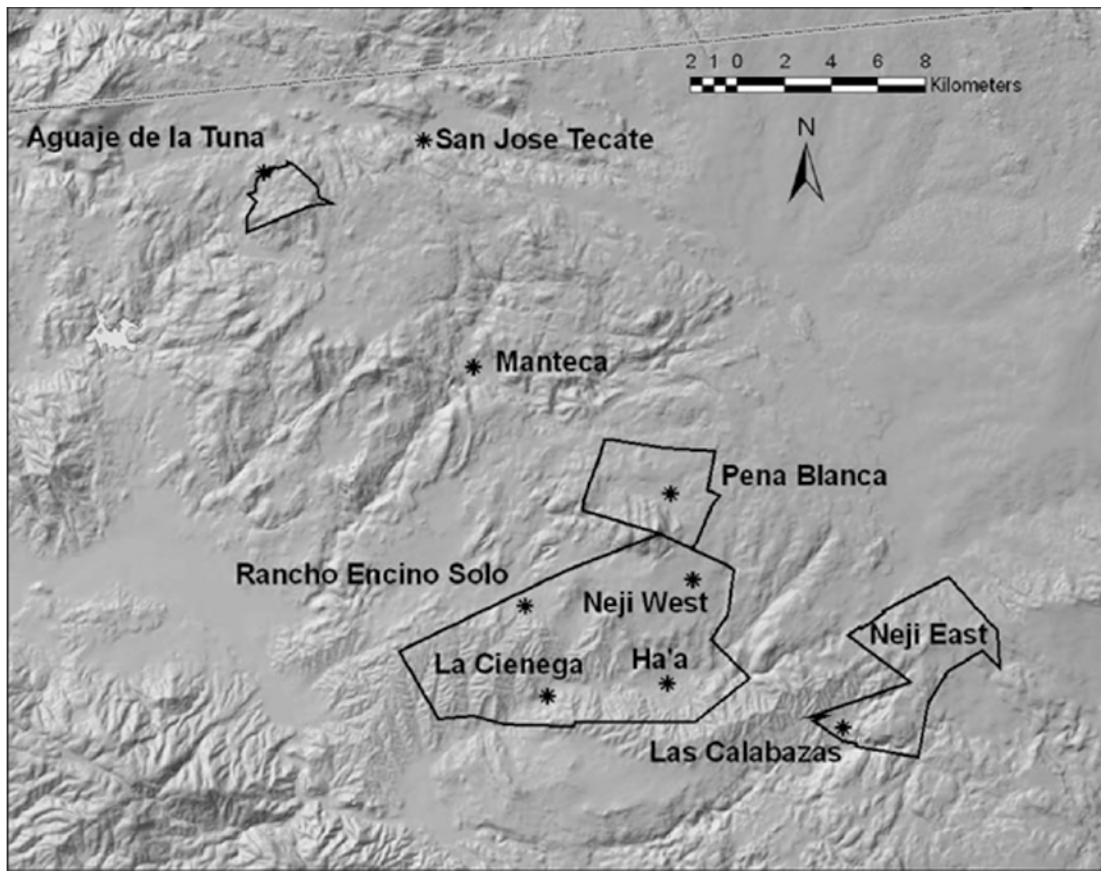 2 1 0 2 4 6 8
Kilometers
N
Aguaje de la Tuna
San Jose Tecate
Manteca
Pena Blanca
Rancho Encino Solo
Neji West
Neji East
La Cienega
Ha'a
Las Calabazas